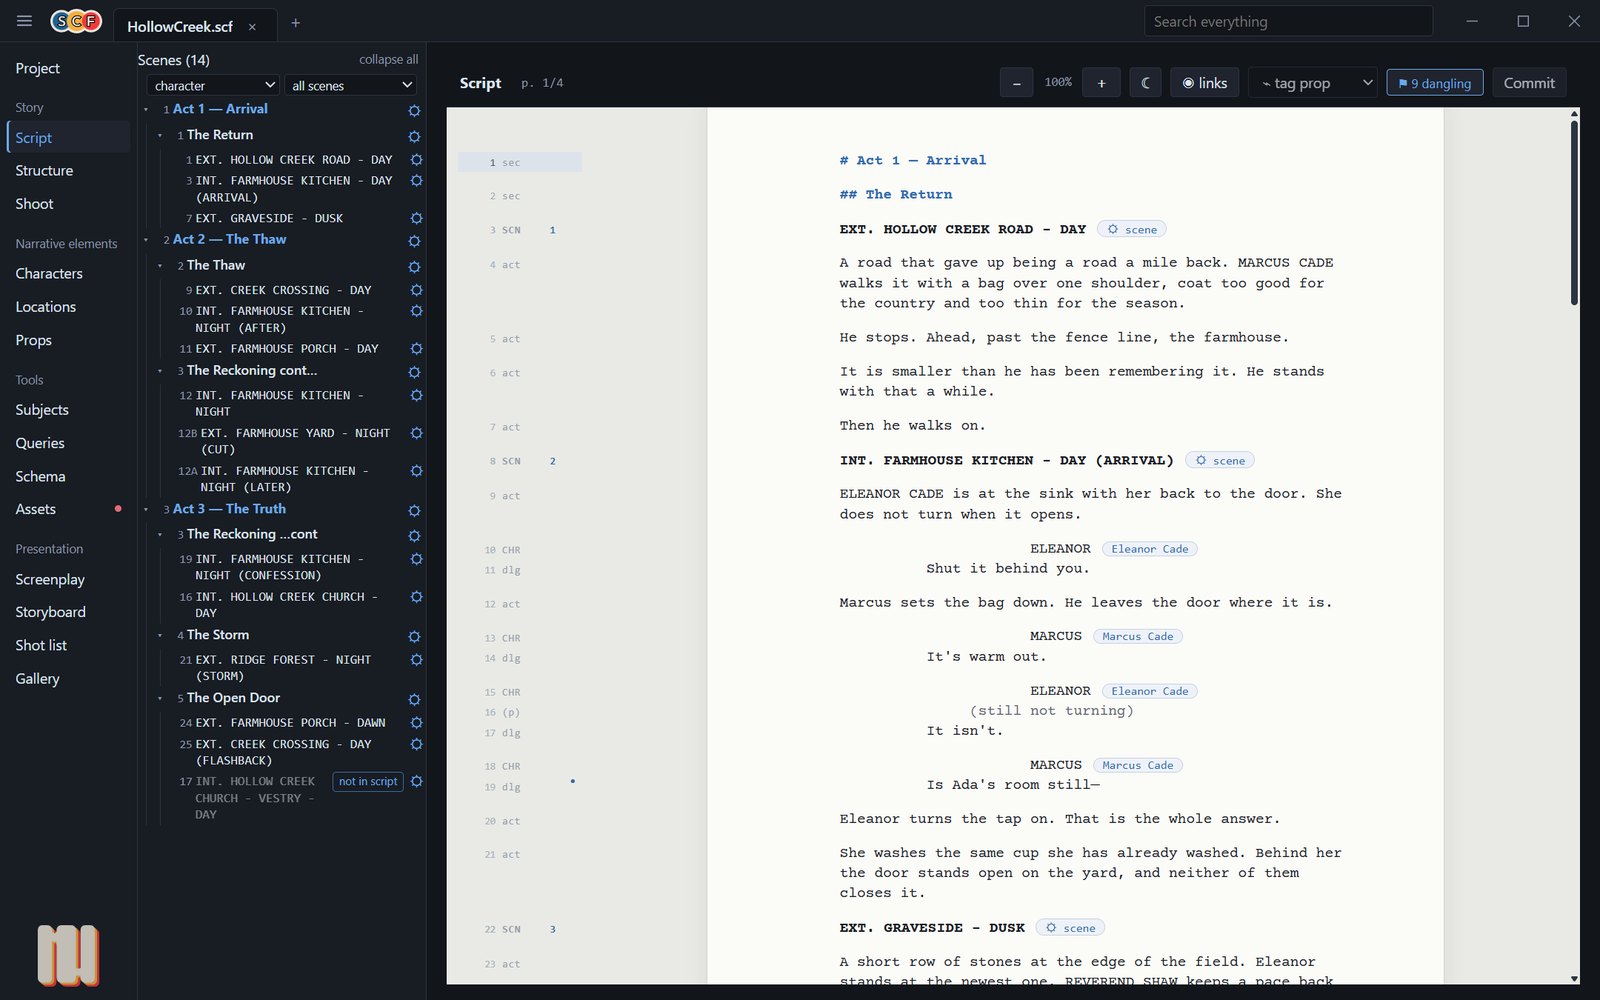 SCF
HollowCreek.scf ×
+
Search everything
Project
Story
Script
Structure
Shoot
Narrative elements
Characters
Locations
Props
Tools
Subjects
Queries
Schema
Assets
Presentation
Screenplay
Storyboard
Shot list
Gallery
Scenes (14) collapse all
character all scenes
1 Act 1 — Arrival
1 The Return
1 EXT. HOLLOW CREEK ROAD - DAY
3 INT. FARMHOUSE KITCHEN - DAY
(ARRIVAL)
7 EXT. GRAVESIDE - DUSK
2 Act 2 — The Thaw
2 The Thaw
9 EXT. CREEK CROSSING - DAY
10 INT. FARMHOUSE KITCHEN -
NIGHT (AFTER)
11 EXT. FARMHOUSE PORCH - DAY
3 The Reckoning cont...
12 INT. FARMHOUSE KITCHEN -
NIGHT
12B EXT. FARMHOUSE YARD - NIGHT
(CUT)
12A INT. FARMHOUSE KITCHEN -
NIGHT (LATER)
3 Act 3 — The Truth
3 The Reckoning ...cont
19 INT. FARMHOUSE KITCHEN -
NIGHT (CONFESSION)
16 INT. HOLLOW CREEK CHURCH -
DAY
4 The Storm
21 EXT. RIDGE FOREST - NIGHT
(STORM)
5 The Open Door
24 EXT. FARMHOUSE PORCH - DAWN
25 EXT. CREEK CROSSING - DAY
(FLASHBACK)
17 INT. HOLLOW CREEK not in script
CHURCH - VESTRY -
DAY
Script p. 1/4
− 100% + ☾ ◉ links ⌁ tag prop ⚑ 9 dangling Commit
1 sec # Act 1 — Arrival
2 sec ## The Return
3 SCN 1 EXT. HOLLOW CREEK ROAD - DAY scene
4 act A road that gave up being a road a mile back. MARCUS CADE
walks it with a bag over one shoulder, coat too good for
the country and too thin for the season.
5 act He stops. Ahead, past the fence line, the farmhouse.
6 act It is smaller than he has been remembering it. He stands
with that a while.
7 act Then he walks on.
8 SCN 2 INT. FARMHOUSE KITCHEN - DAY (ARRIVAL) scene
9 act ELEANOR CADE is at the sink with her back to the door. She
does not turn when it opens.
10 CHR ELEANOR Eleanor Cade
11 dlg Shut it behind you.
12 act Marcus sets the bag down. He leaves the door where it is.
13 CHR MARCUS Marcus Cade
14 dlg It's warm out.
15 CHR ELEANOR Eleanor Cade
16 (p) (still not turning)
17 dlg It isn't.
18 CHR MARCUS Marcus Cade
19 dlg Is Ada's room still—
20 act Eleanor turns the tap on. That is the whole answer.
21 act She washes the same cup she has already washed. Behind her
the door stands open on the yard, and neither of them
closes it.
22 SCN 3 EXT. GRAVESIDE - DUSK scene
23 act A short row of stones at the edge of the field. Eleanor
stands at the newest one. REVEREND SHAW keeps a pace back